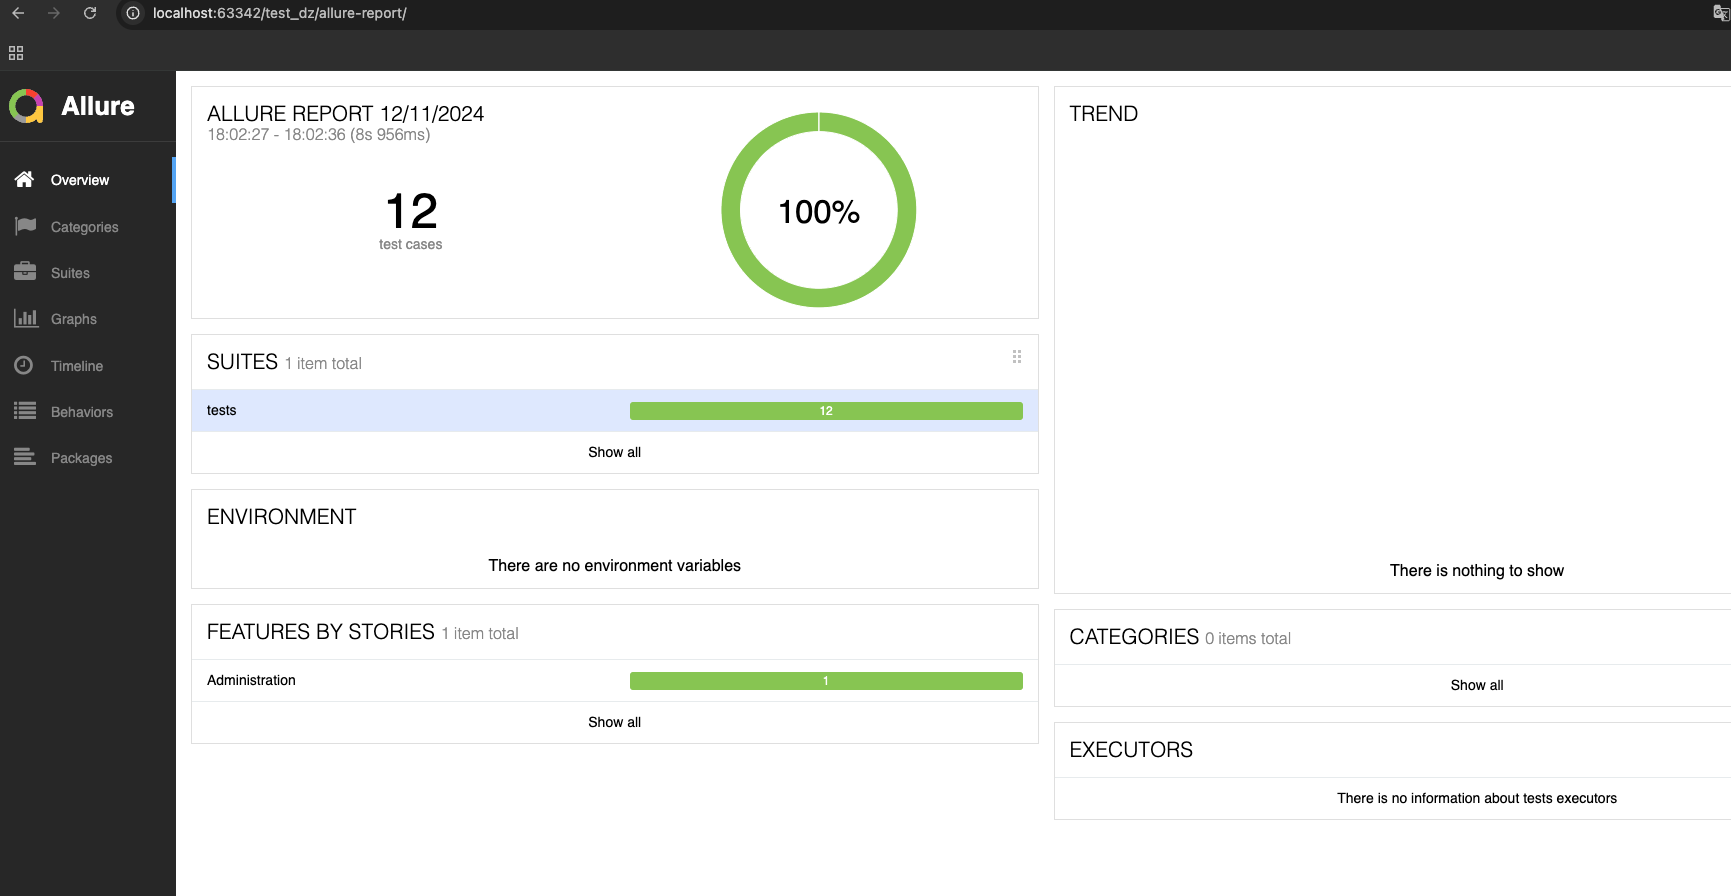 localhost:63342/test_dz/allure-report/
Allure
Overview
Categories
Suites
Graphs
Timeline
Behaviors
Packages
ALLURE REPORT 12/11/2024
18:02:27 - 18:02:36 (8s 956ms)
12
test cases
100%
SUITES 1 item total
tests 12
Show all
ENVIRONMENT
There are no environment variables
FEATURES BY STORIES 1 item total
Administration 1
Show all
TREND
There is nothing to show
CATEGORIES 0 items total
Show all
EXECUTORS
There is no information about tests executors